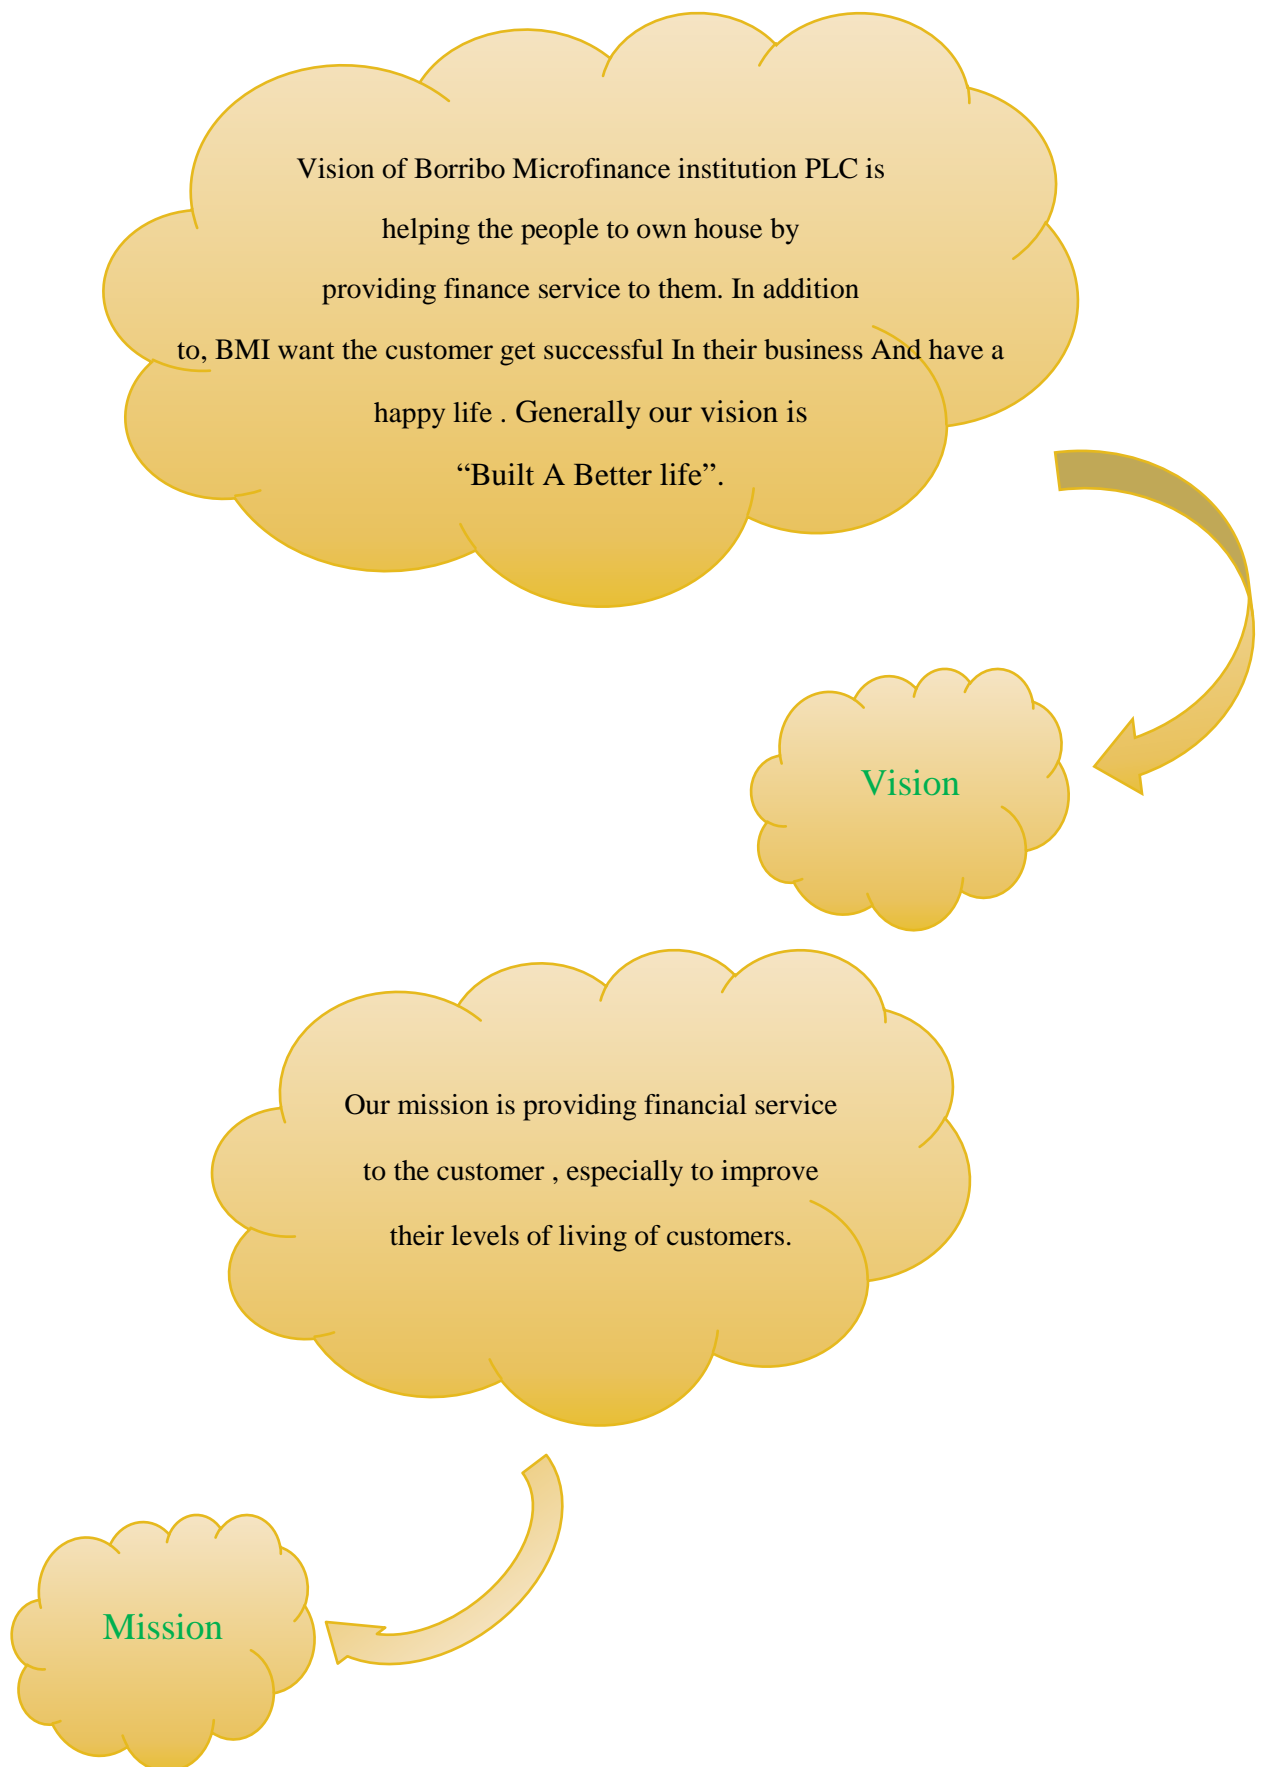 Vision of Borribo Microfinance institution PLC is
helping the people to own house by
providing finance service to them. In addition
to, BMI want the customer get successful In their business And have a
happy life . Generally our vision is
“Built A Better life”.
Vision
Our mission is providing financial service
to the customer , especially to improve
their levels of living of customers.
Mission